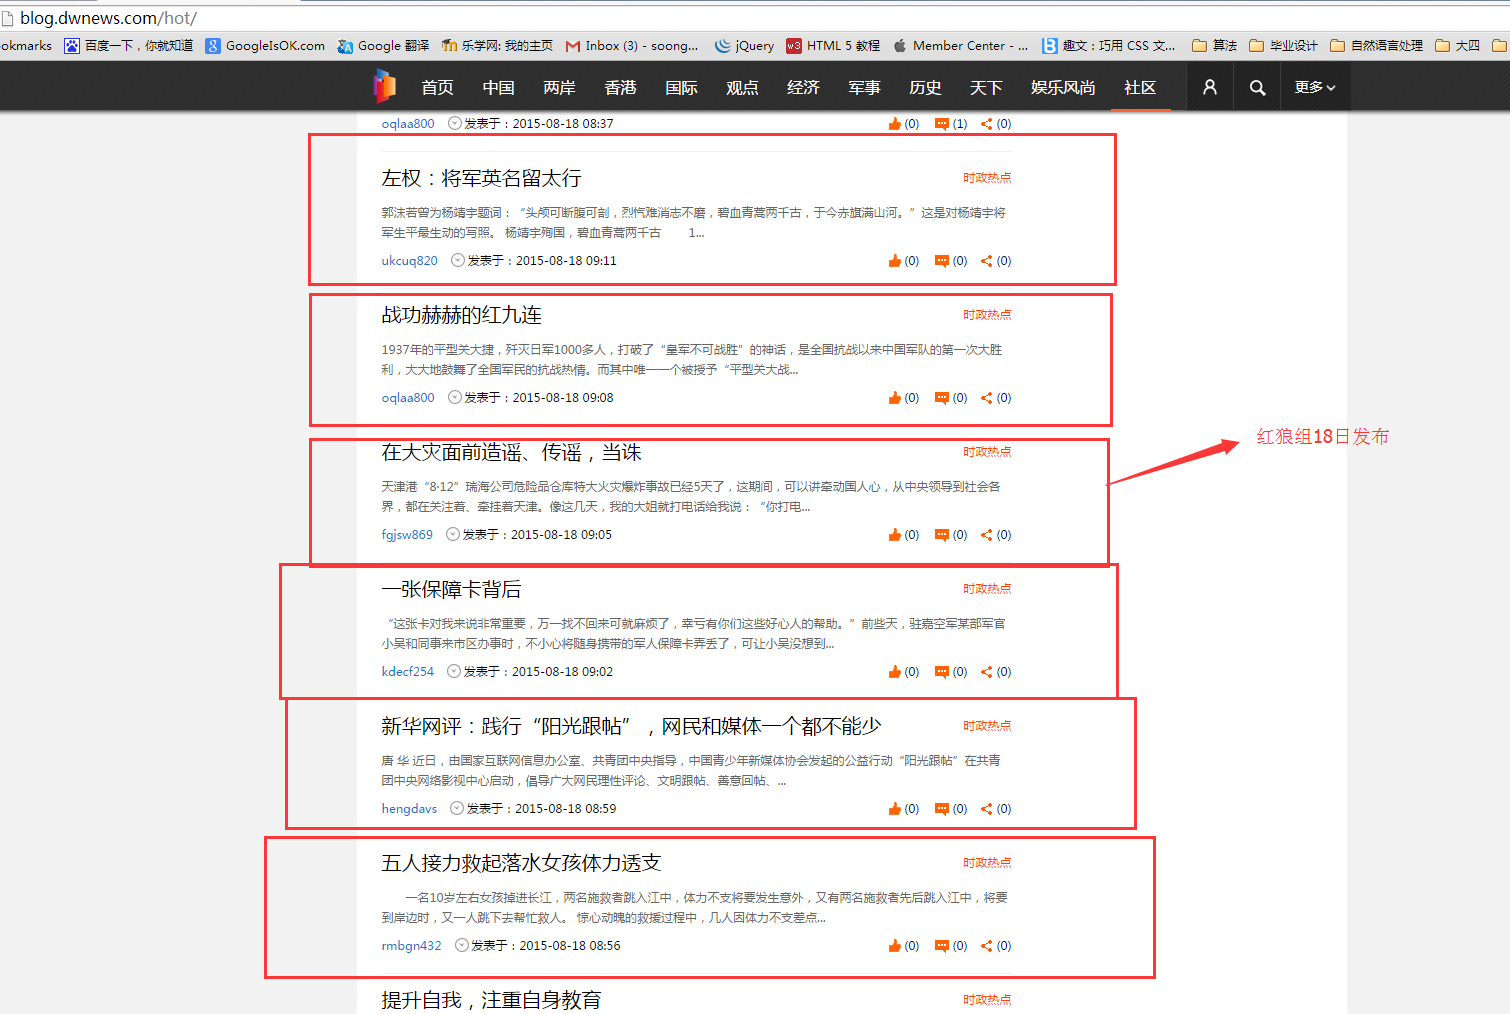 blog.dwnews.com/hot/
okmarks 百度一下，你就知道 GoogleIsOK.com Google 翻译 乐学网: 我的主页 Inbox (3) - soong... jQuery HTML 5 教程 Member Center - ... 趣文：巧用 CSS 文... 算法 毕业设计 自然语言处理 大四
首页 中国 两岸 香港 国际 观点 经济 军事 历史 天下 娱乐风尚 社区 更多
oqlaa800 发表于：2015-08-18 08:37 (0) (1) (0)
左权：将军英名留太行 时政热点
郭沫若曾为杨靖宇题词：“头颅可断腹可剖，烈忾难消志不磨，碧血青蒿两千古，于今赤旗满山河。”这是对杨靖宇将
军生平最生动的写照。 杨靖宇殉国，碧血青蒿两千古 1...
ukcuq820 发表于：2015-08-18 09:11 (0) (0) (0)
战功赫赫的红九连 时政热点
1937年的平型关大捷，歼灭日军1000多人，打破了“皇军不可战胜”的神话，是全国抗战以来中国军队的第一次大胜
利，大大地鼓舞了全国军民的抗战热情。而其中唯一一个被授予“平型关大战...
oqlaa800 发表于：2015-08-18 09:08 (0) (0) (0)
在大灾面前造谣、传谣，当诛 时政热点
天津港“8·12”瑞海公司危险品仓库特大火灾爆炸事故已经5天了，这期间，可以讲牵动国人心，从中央领导到社会各
界，都在关注着、牵挂着天津。像这几天，我的大姐就打电话给我说：“你打电...
fgjsw869 发表于：2015-08-18 09:05 (0) (0) (0)
红狼组18日发布
一张保障卡背后 时政热点
“这张卡对我来说非常重要，万一找不回来可就麻烦了，幸亏有你们这些好心人的帮助。”前些天，驻嘉空军某部军官
小吴和同事来市区办事时，不小心将随身携带的军人保障卡弄丢了，可让小吴没想到...
kdecf254 发表于：2015-08-18 09:02 (0) (0) (0)
新华网评：践行“阳光跟帖”，网民和媒体一个都不能少 时政热点
唐 华 近日，由国家互联网信息办公室、共青团中央指导，中国青少年新媒体协会发起的公益行动“阳光跟帖”在共青
团中央网络影视中心启动，倡导广大网民理性评论、文明跟帖、善意回帖、...
hengdavs 发表于：2015-08-18 08:59 (0) (0) (0)
五人接力救起落水女孩体力透支 时政热点
一名10岁左右女孩掉进长江，两名施救者跳入江中，体力不支将要发生意外，又有两名施救者先后跳入江中，将要
到岸边时，又一人跳下去帮忙救人。 惊心动魄的救援过程中，几人因体力不支差点...
rmbgn432 发表于：2015-08-18 08:56 (0) (0) (0)
提升自我，注重自身教育 时政热点